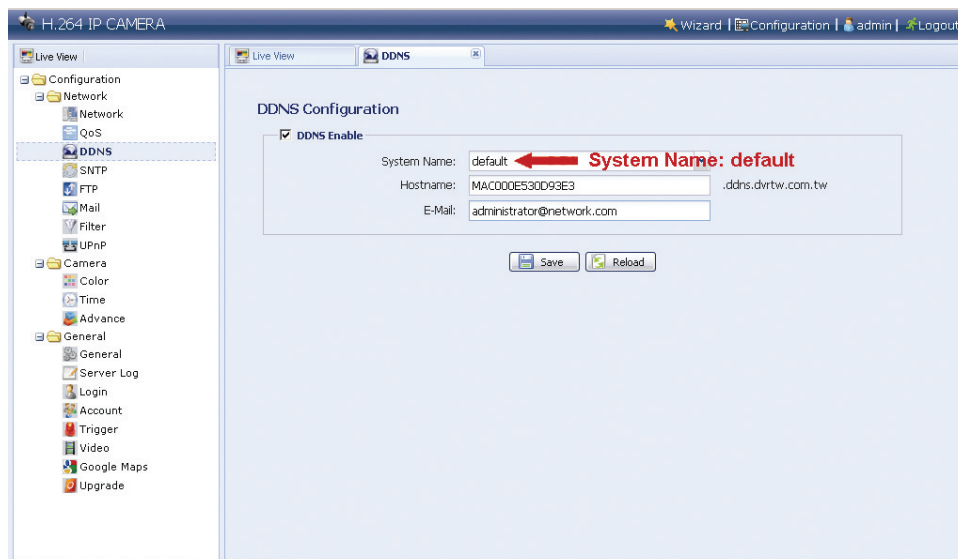 H.264 IP CAMERA
Wizard | Configuration | admin | Logout
Live View
Live View
DDNS
Configuration
Network
Network
QoS
DDNS
SNTP
FTP
Mail
Filter
UPnP
Camera
Color
Time
Advance
General
General
Server Log
Login
Account
Trigger
Video
Google Maps
Upgrade
DDNS Configuration
DDNS Enable
System Name: default System Name: default
Hostname: MAC000E530D93E3 .ddns.dvrtw.com.tw
E-Mail: administrator@network.com
Save Reload